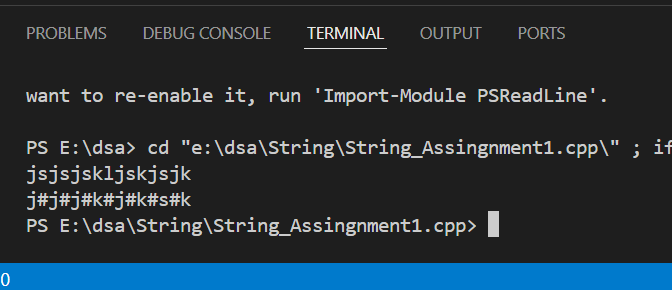 PROBLEMS DEBUG CONSOLE TERMINAL OUTPUT PORTS
want to re-enable it, run 'Import-Module PSReadLine'.
PS E:\dsa> cd "e:\dsa\String\String_Assingnment1.cpp\" ; if
jsjsjskljskjsjk
j#j#j#k#j#k#s#k
PS E:\dsa\String\String_Assingnment1.cpp>
0